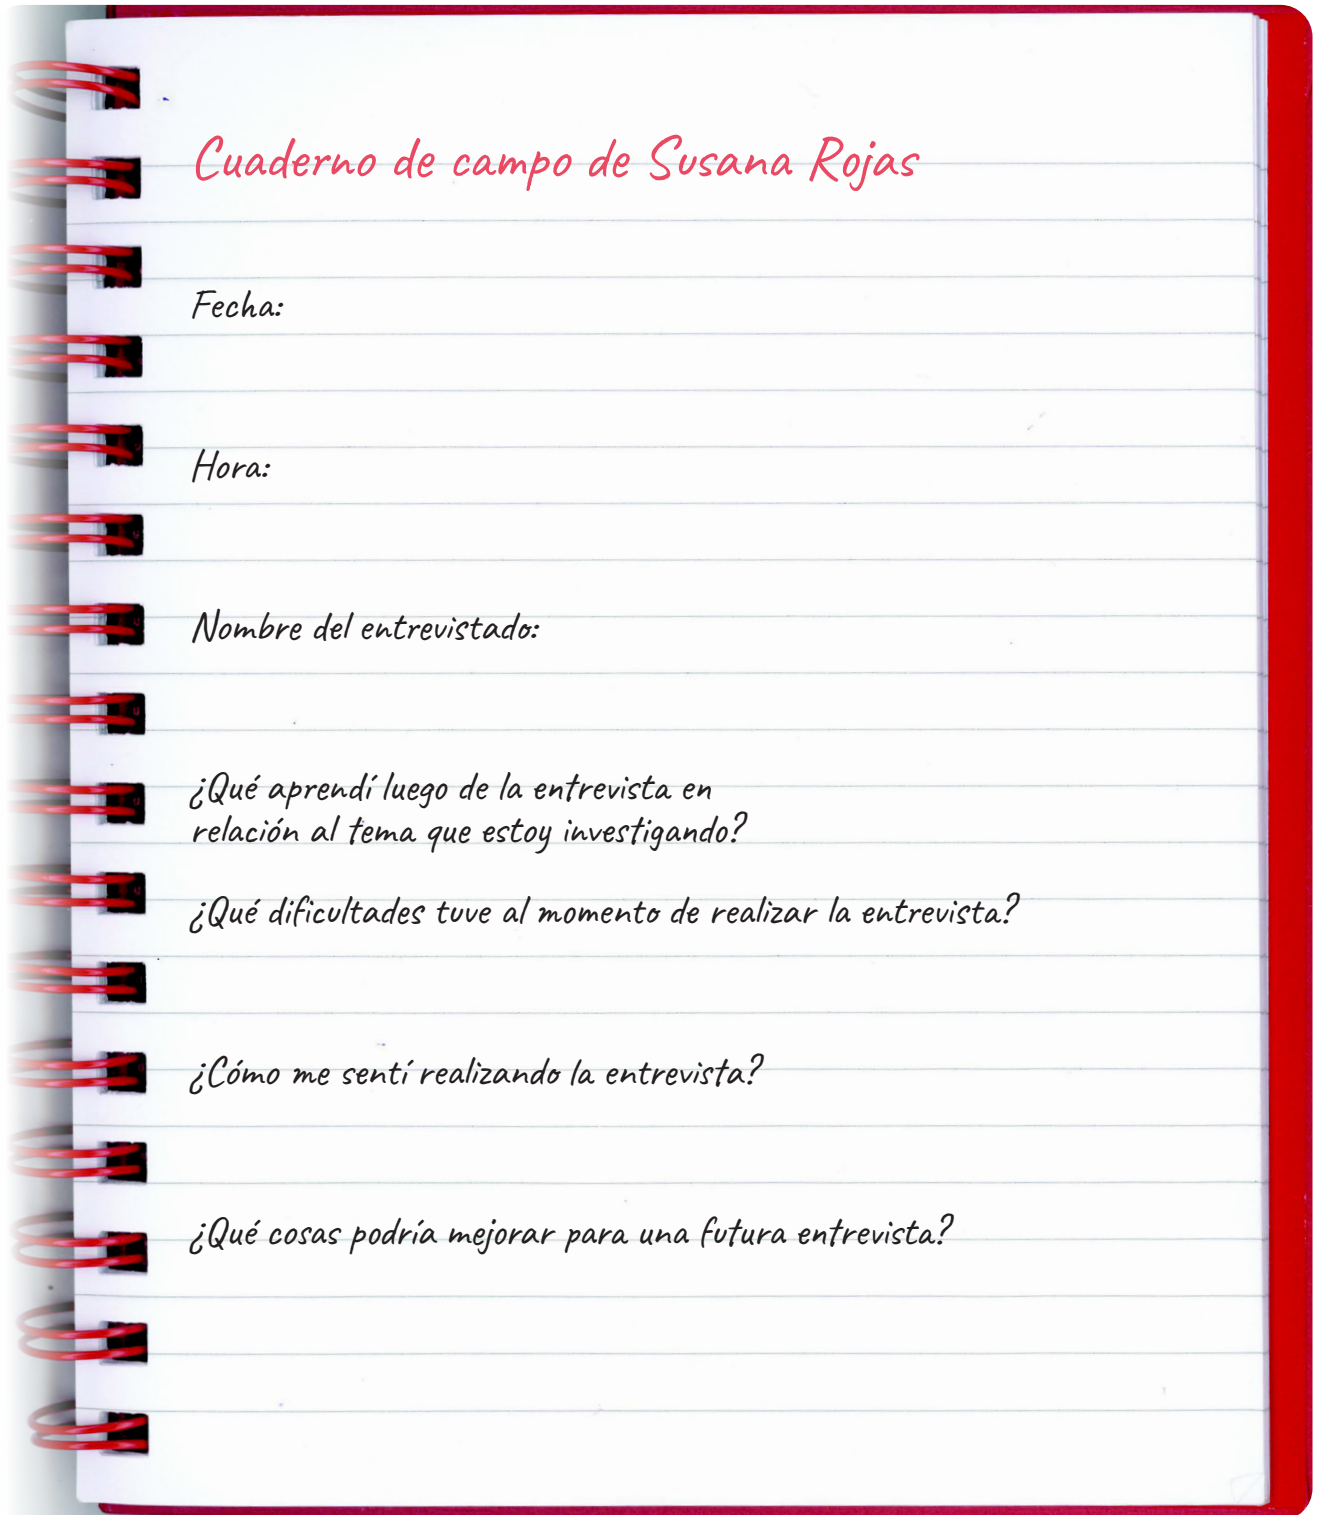 Cuaderno de campo de Susana Rojas
Fecha:
Hora:
Nombre del entrevistado:
¿Qué aprendí luego de la entrevista en
relación al tema que estoy investigando?
¿Qué dificultades tuve al momento de realizar la entrevista?
¿Cómo me sentí realizando la entrevista?
¿Qué cosas podría mejorar para una futura entrevista?